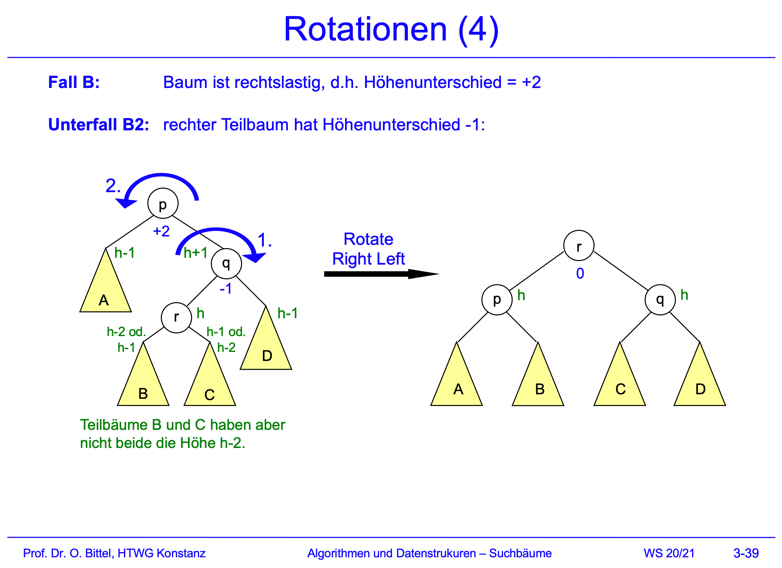 Rotationen (4)
Fall B: Baum ist rechtslastig, d.h. Höhenunterschied = +2
Unterfall B2: rechter Teilbaum hat Höhenunterschied -1:
2.
p
+2
h-1
h+1
1.
q
-1
A
r
h
h-1
h-2 od.
h-1
h-1 od.
h-2
D
B
C
Teilbäume B und C haben aber
nicht beide die Höhe h-2.
Rotate
Right Left
r
0
p
h
q
h
A
B
C
D
Prof. Dr. O. Bittel, HTWG Konstanz
Algorithmen und Datenstrukuren – Suchbäume
WS 20/21
3-39